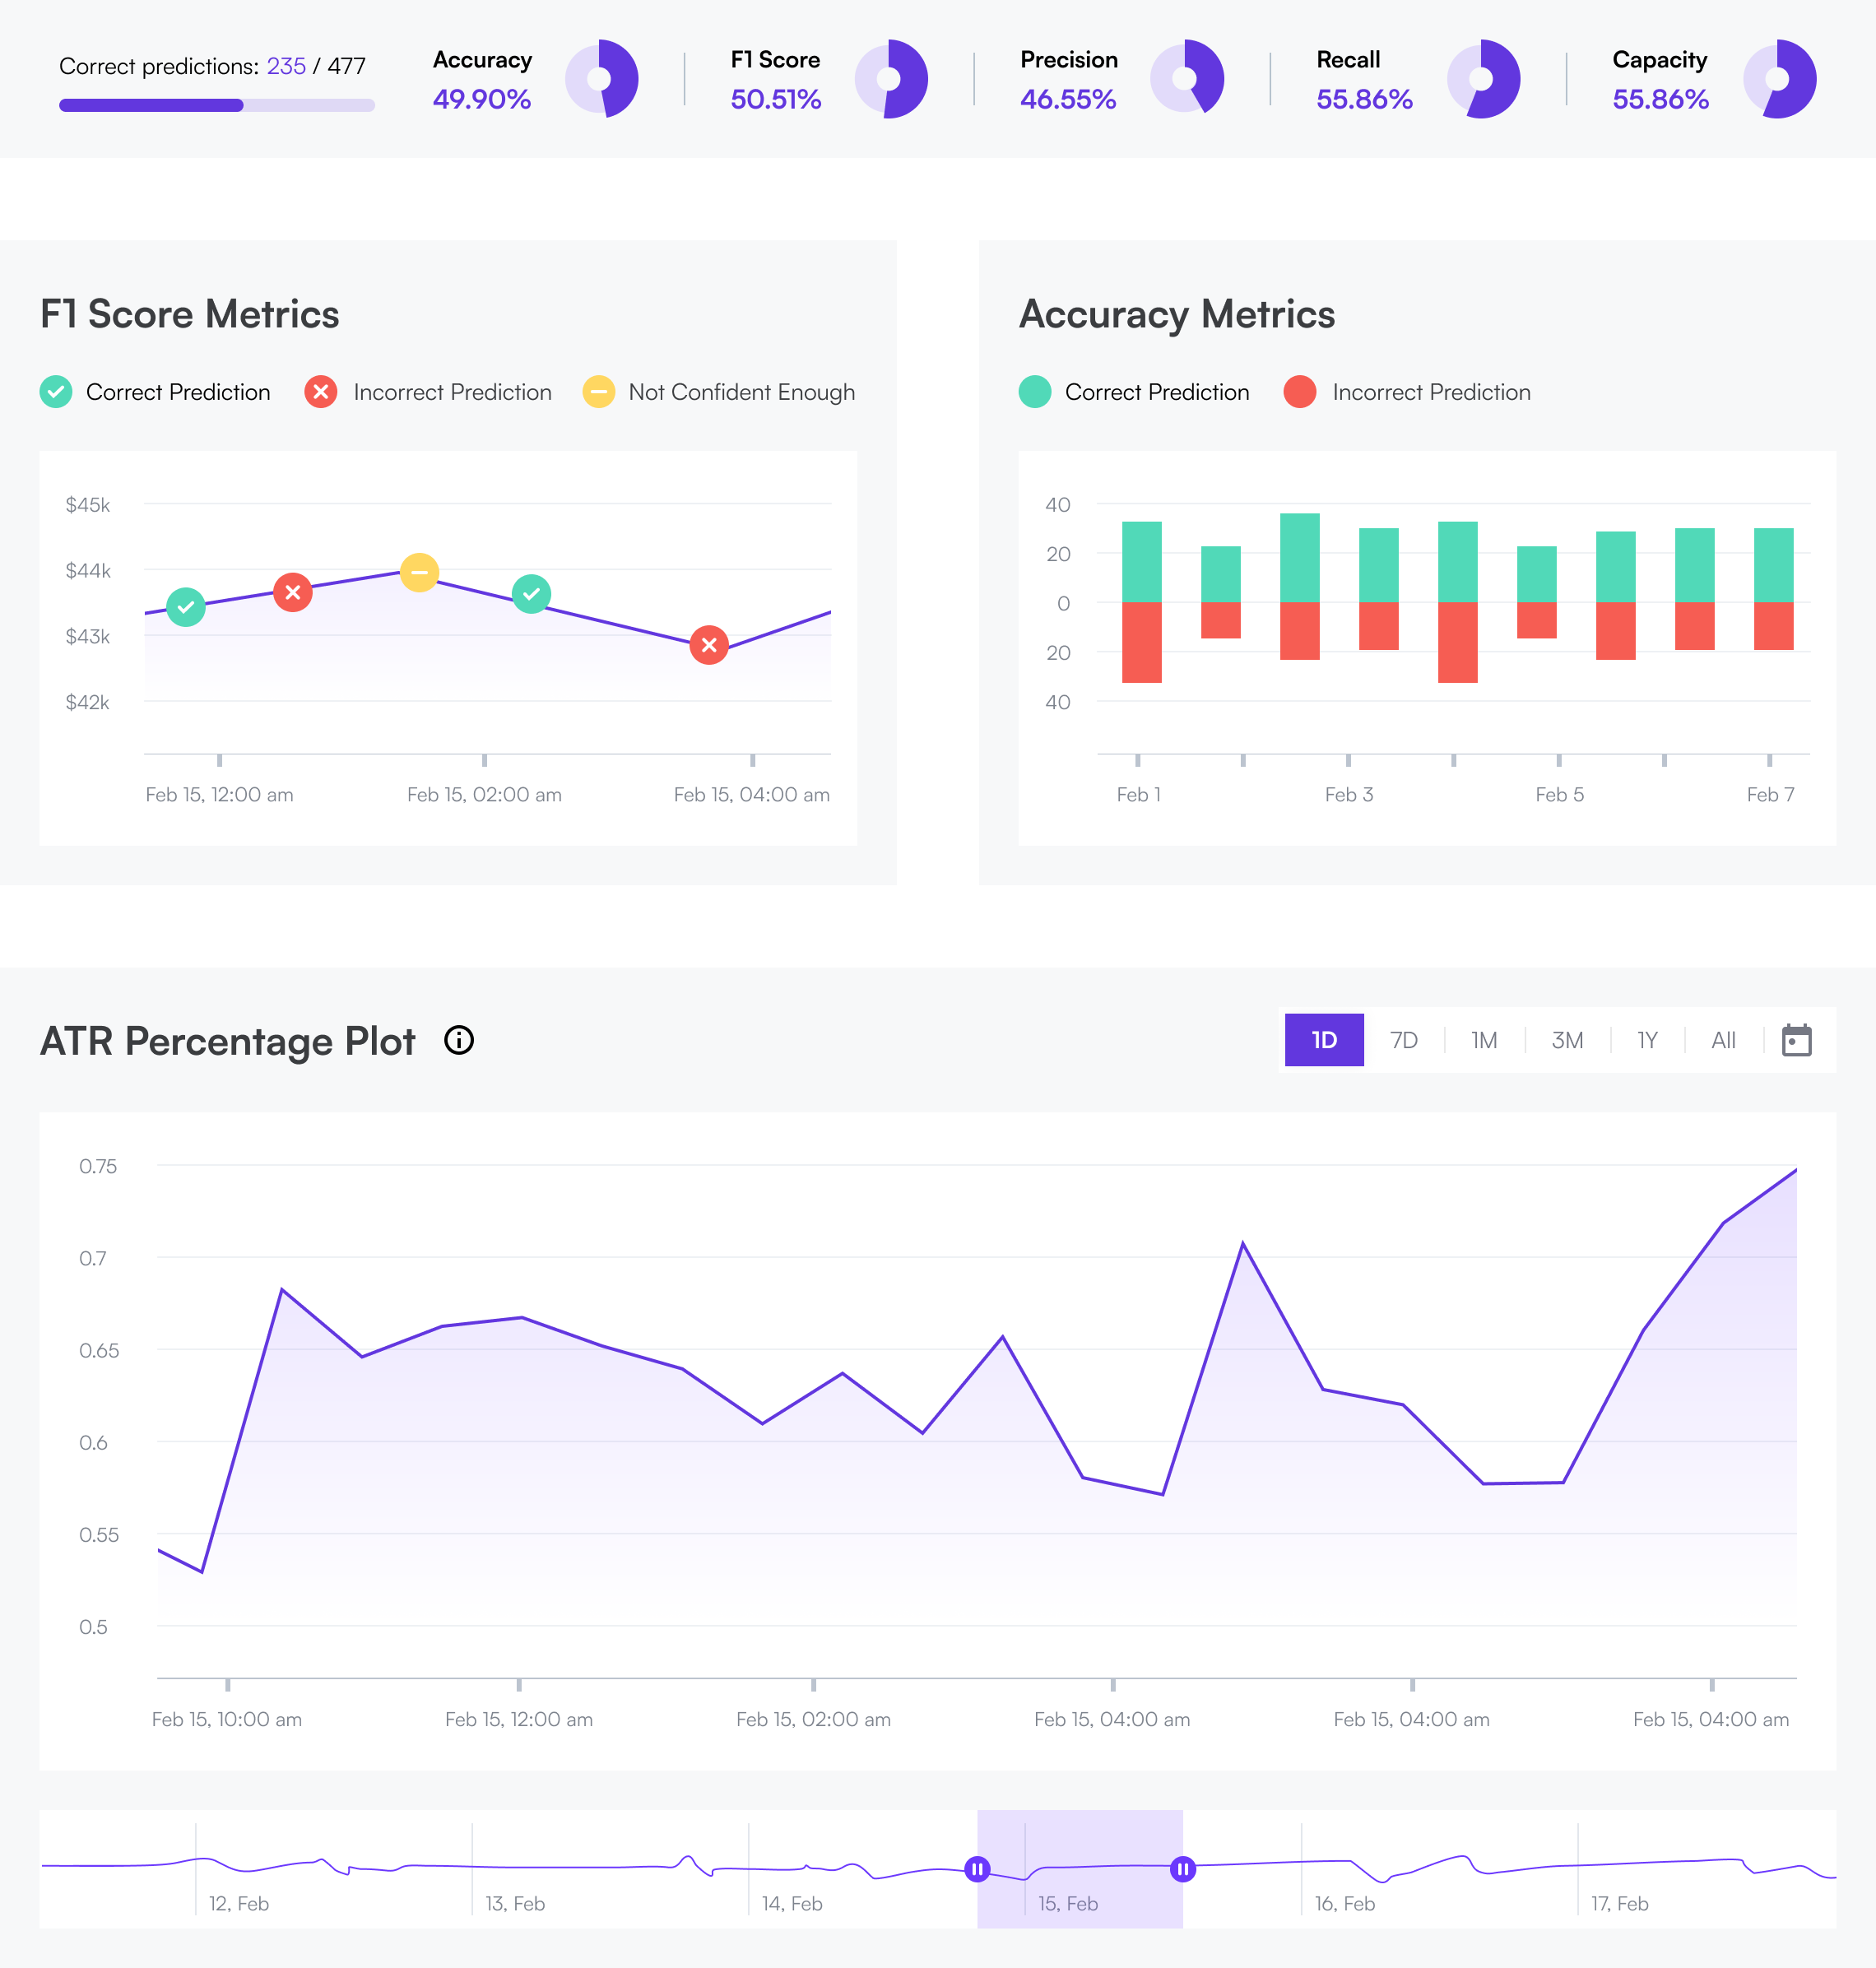 Correct predictions: 235 / 477
Accuracy
49.90%
F1 Score
50.51%
Precision
46.55%
Recall
55.86%
Capacity
55.86%
F1 Score Metrics
Correct Prediction
Incorrect Prediction
Not Confident Enough
$45k
$44k
$43k
$42k
Feb 15, 12:00 am
Feb 15, 02:00 am
Feb 15, 04:00 am
Accuracy Metrics
Correct Prediction
Incorrect Prediction
40
20
0
20
40
Feb 1
Feb 3
Feb 5
Feb 7
ATR Percentage Plot
1D
7D
1M
3M
1Y
All
0.75
0.7
0.65
0.6
0.55
0.5
Feb 15, 10:00 am
Feb 15, 12:00 am
Feb 15, 02:00 am
Feb 15, 04:00 am
Feb 15, 04:00 am
Feb 15, 04:00 am
12, Feb
13, Feb
14, Feb
15, Feb
16, Feb
17, Feb